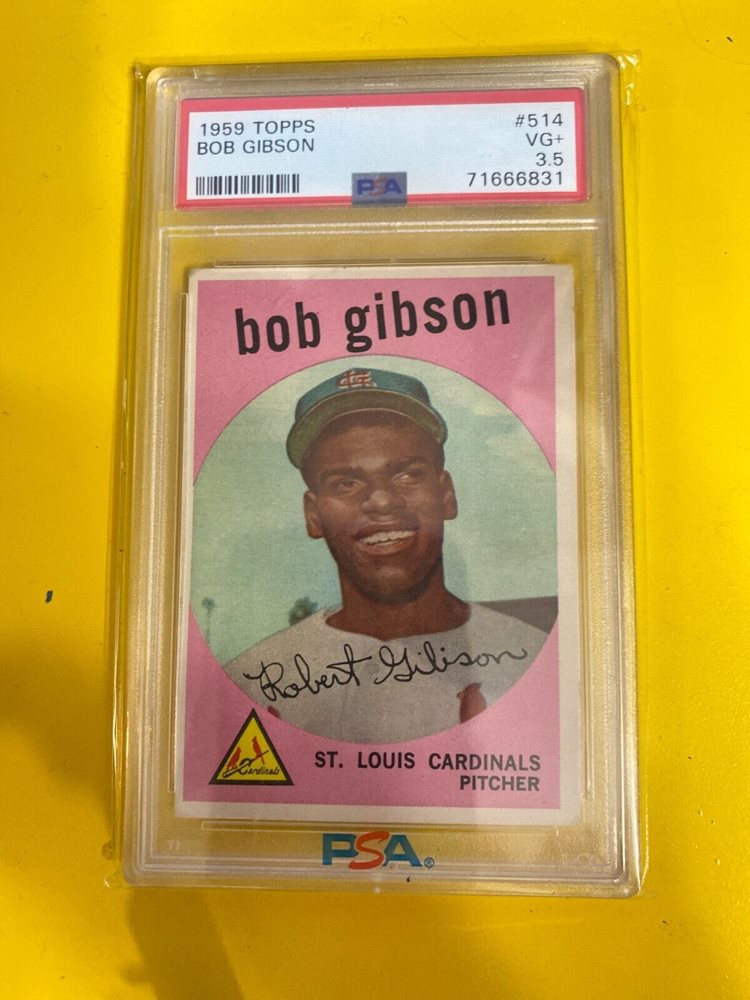 1959 TOPPS #514
BOB GIBSON VG+
3.5
PSA 71666831
bob gibson
STL
Robert Gibson
Cardinals
ST. LOUIS CARDINALS
PITCHER
PSA®